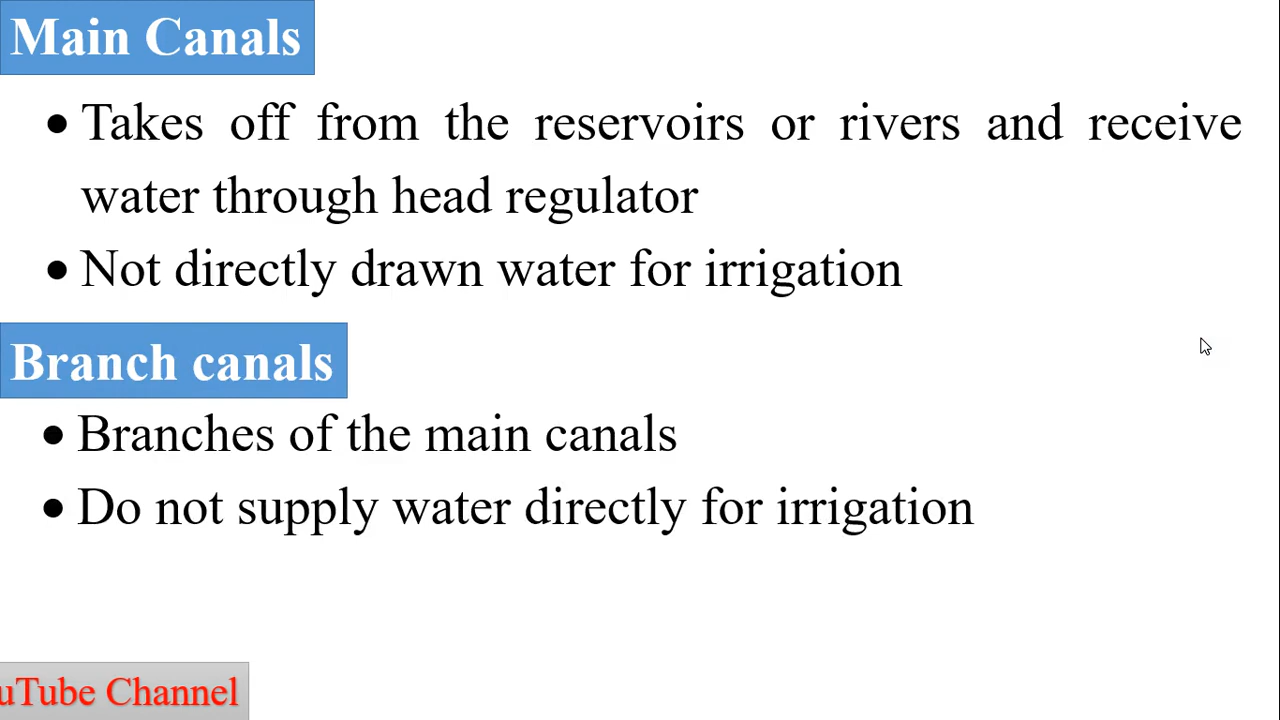 Main Canals
• Takes off from the reservoirs or rivers and receive
water through head regulator
• Not directly drawn water for irrigation
Branch canals
• Branches of the main canals
• Do not supply water directly for irrigation
uTube Channel